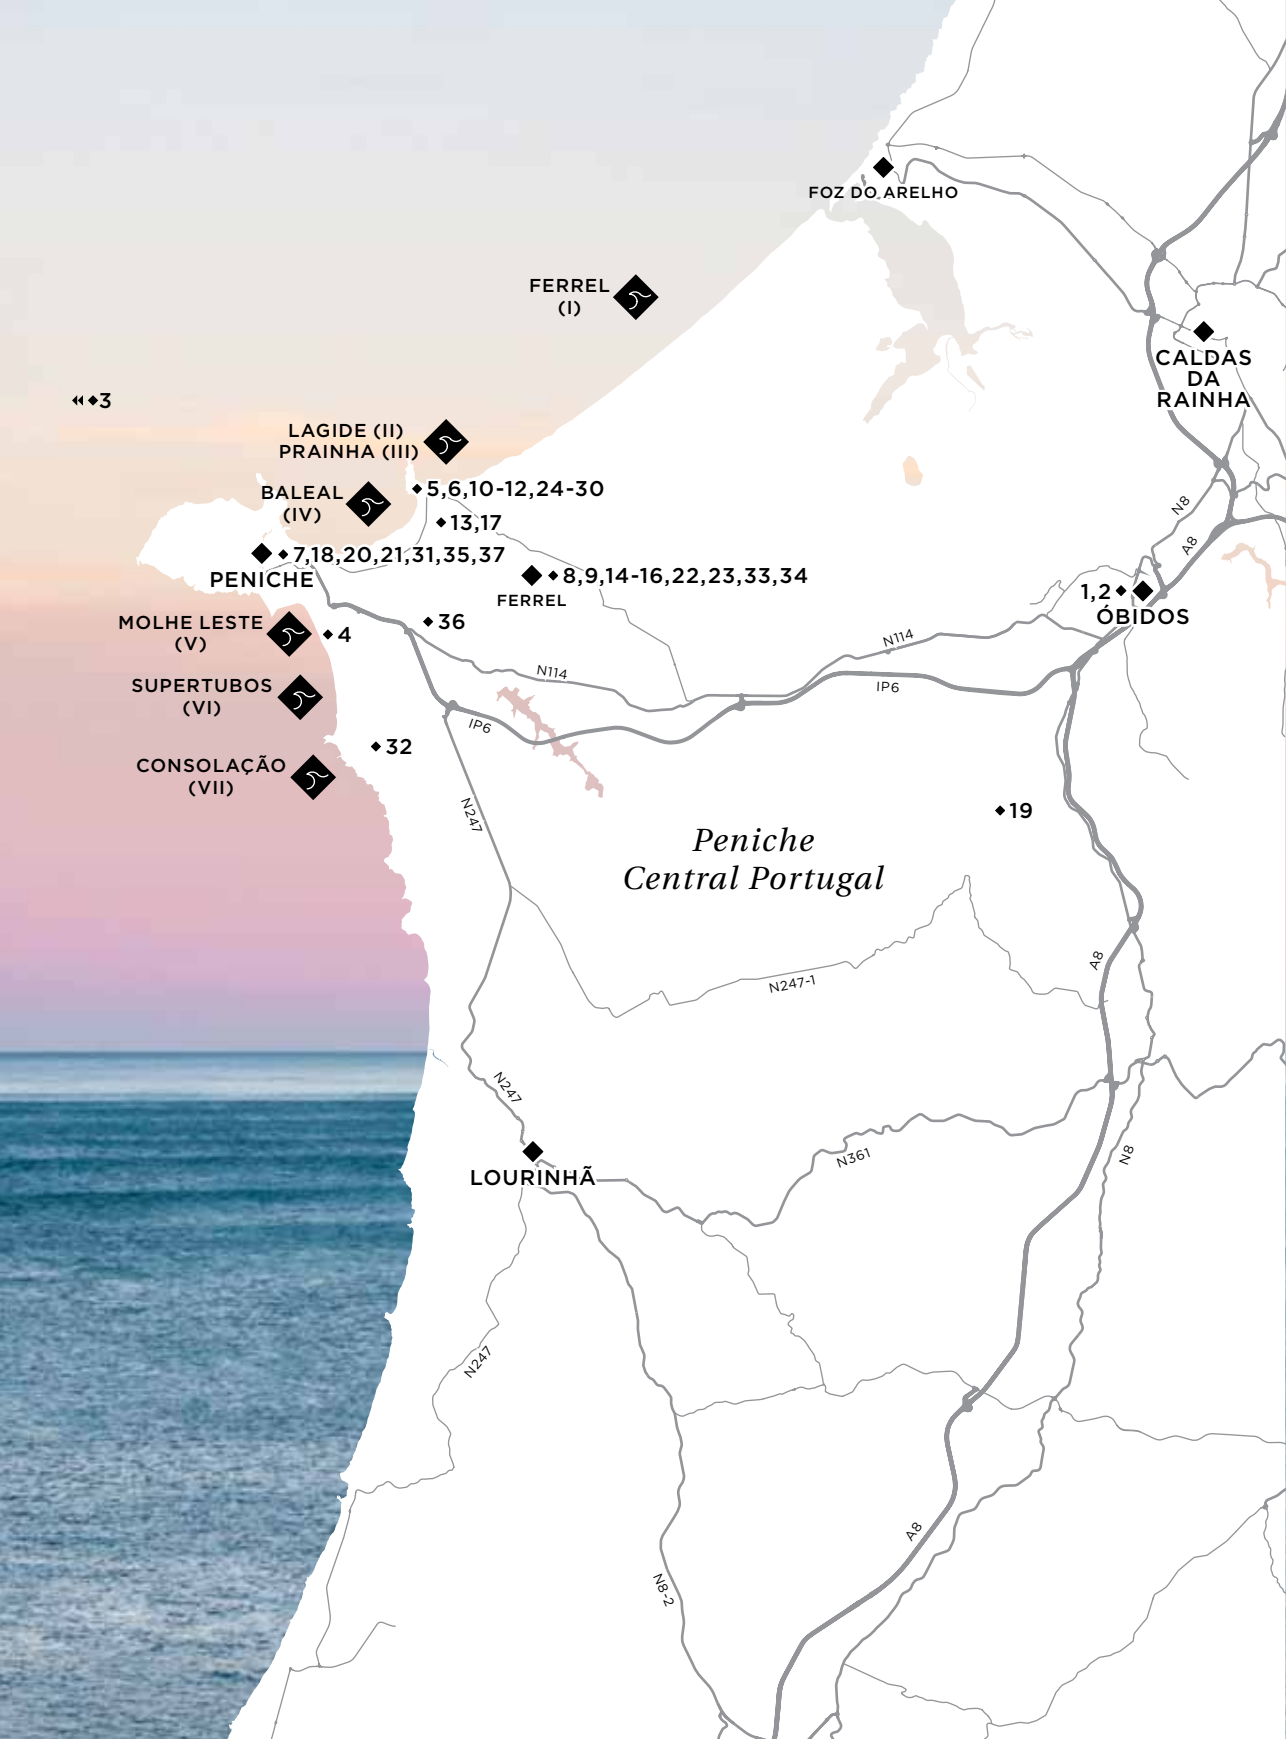 FOZ DO ARELHO
FERREL
(I)
CALDAS
DA
RAINHA
3
LAGIDE (II)
PRAINHA (III)
BALEAL
(IV)
5,6,10-12,24-30
13,17
N8
A8
7,18,20,21,31,35,37
PENICHE
8,9,14-16,22,23,33,34
FERREL
1,2
ÓBIDOS
MOLHE LESTE
(V)
4
36
N114
N114
IP6
SUPERTUBOS
(VI)
IP6
32
CONSOLAÇÃO
(VII)
N247
19
Peniche
Central Portugal
A8
N247-1
N247
LOURINHÃ
N361
N8
N247
A8
N8-2